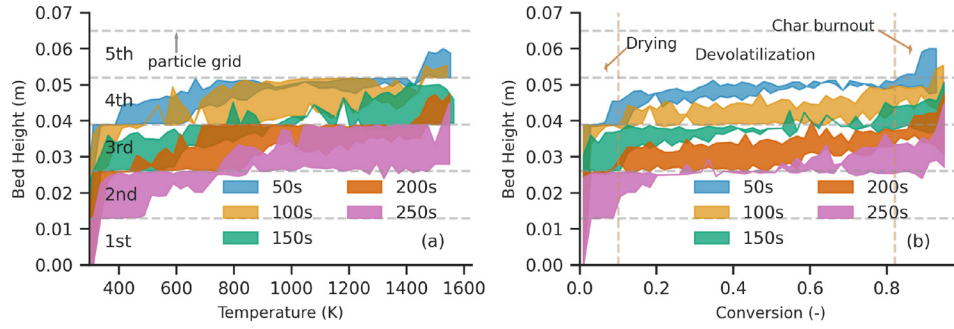 0.07
0.06
0.05
0.04
0.03
0.02
0.01
0.00
Bed Height (m)
5th
particle grid
4th
3rd
2nd
1st
50s
100s
150s
200s
250s
(a)
400
600
800
1000
1200
1400
1600
Temperature (K)
0.07
0.06
0.05
0.04
0.03
0.02
0.01
0.00
Bed Height (m)
Char burnout
Drying
Devolatilization
50s
100s
150s
200s
250s
(b)
0.0
0.2
0.4
0.6
0.8
Conversion (-)